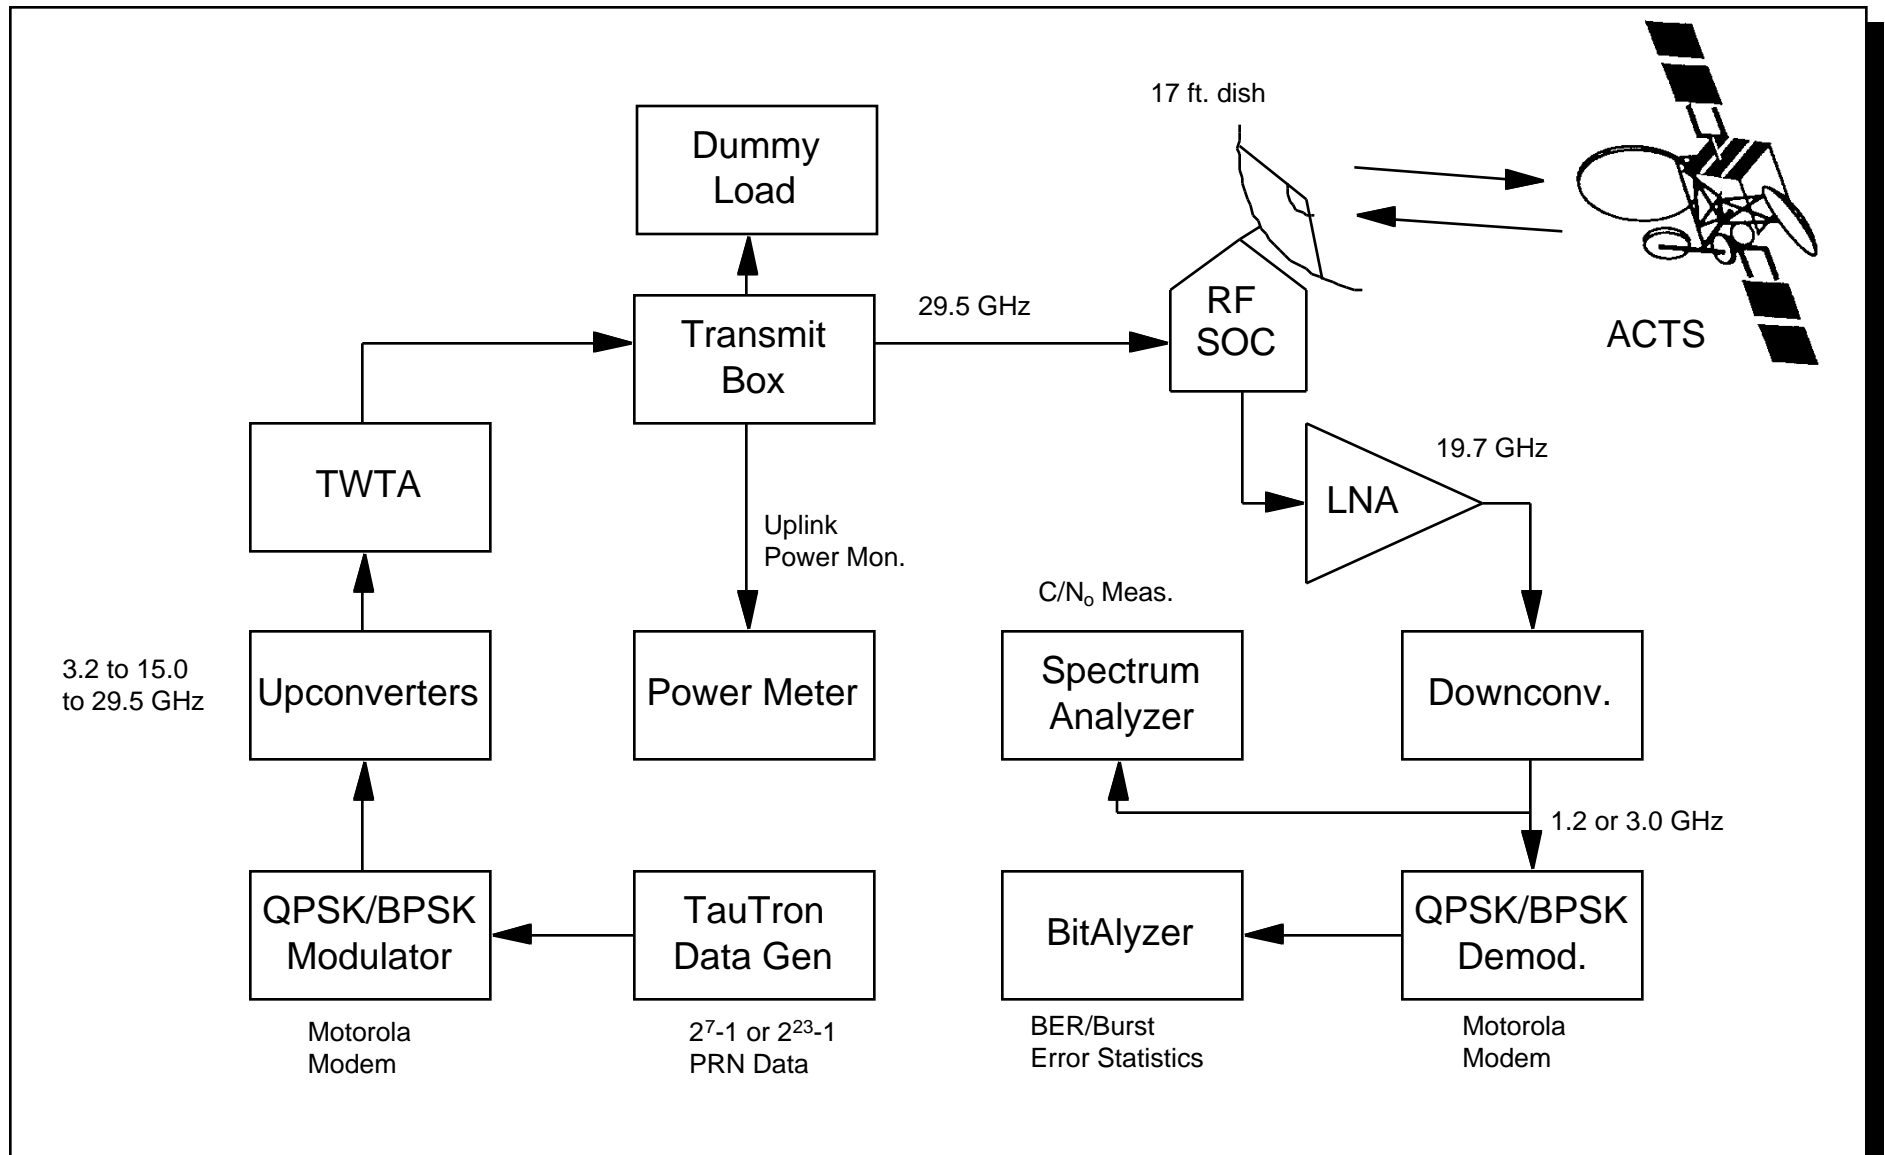 17 ft. dish
Dummy
Load
29.5 GHz
RF
SOC
Transmit
Box
ACTS
19.7 GHz
TWTA
LNA
Uplink
Power Mon.
C/No Meas.
3.2 to 15.0
to 29.5 GHz
Upconverters
Power Meter
Spectrum
Analyzer
Downconv.
1.2 or 3.0 GHz
QPSK/BPSK
Modulator
TauTron
Data Gen
BitAlyzer
QPSK/BPSK
Demod.
Motorola
Modem
2⁷-1 or 2²³-1
PRN Data
BER/Burst
Error Statistics
Motorola
Modem